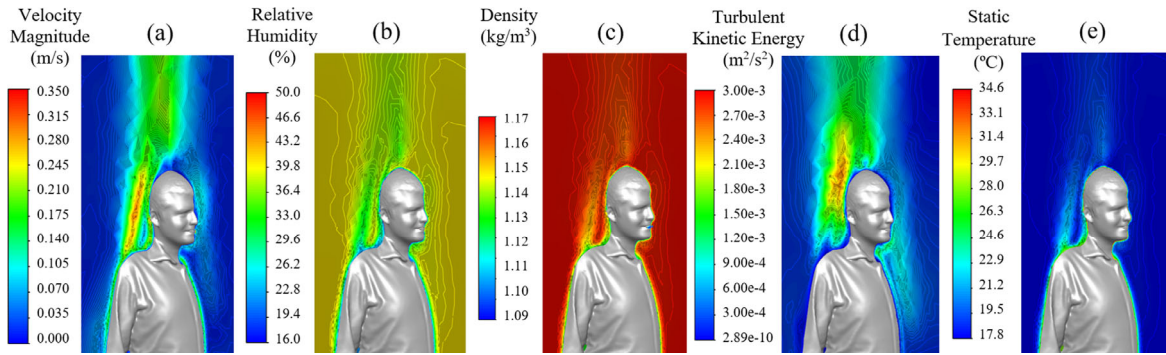 Velocity
Magnitude
(m/s)
(a)
0.350
0.315
0.280
0.245
0.210
0.175
0.140
0.105
0.070
0.035
0.000
Relative
Humidity
(%)
(b)
50.0
46.6
43.2
39.8
36.4
33.0
29.6
26.2
22.8
19.4
16.0
Density
(kg/m³)
(c)
1.17
1.16
1.15
1.14
1.13
1.12
1.11
1.10
1.09
Turbulent
Kinetic Energy
(m²/s²)
(d)
3.00e-3
2.70e-3
2.40e-3
2.10e-3
1.80e-3
1.50e-3
1.20e-3
9.00e-4
6.00e-4
3.00e-4
2.89e-10
Static
Temperature
(ºC)
(e)
34.6
32.9
31.3
29.7
27.9
26.2
24.6
22.8
21.2
19.5
17.8